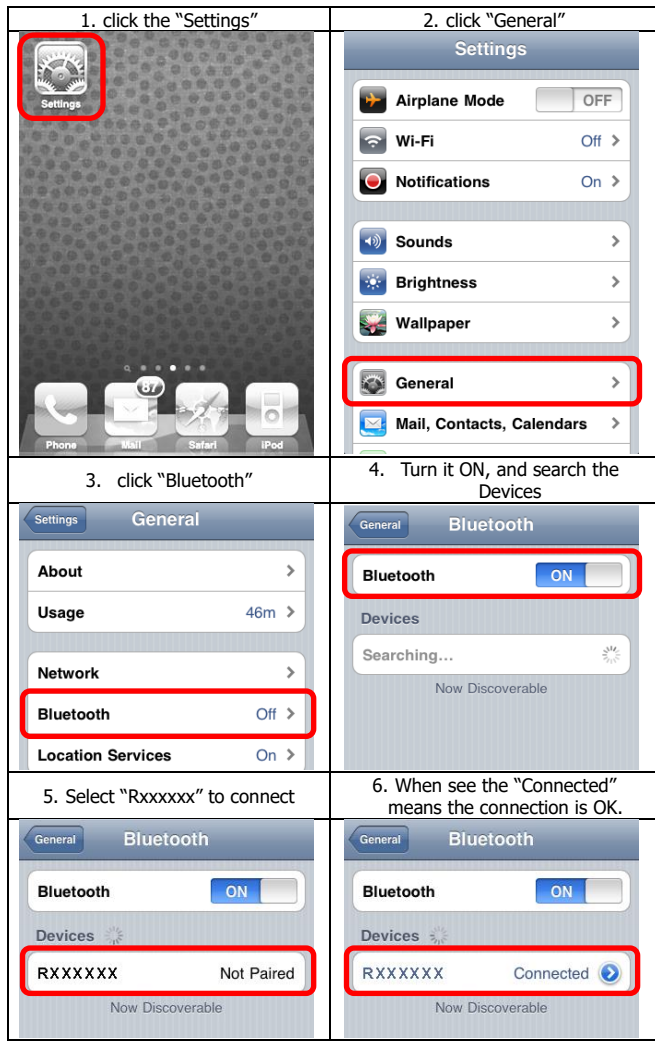 1. click the “Settings”
Settings
87
Phone
Mail
Safari
iPod
2. click “General”
Settings
Airplane Mode
OFF
Wi-Fi
Off
Notifications
On
Sounds
Brightness
Wallpaper
General
Mail, Contacts, Calendars
3. click “Bluetooth”
Settings
General
About
Usage
46m
Network
Bluetooth
Off
Location Services
On
4. Turn it ON, and search the
Devices
General
Bluetooth
Bluetooth
ON
Devices
Searching...
Now Discoverable
5. Select “Rxxxxxx” to connect
General
Bluetooth
Bluetooth
ON
Devices
RXXXXXX
Not Paired
Now Discoverable
6. When see the “Connected”
means the connection is OK.
General
Bluetooth
Bluetooth
ON
Devices
RXXXXXX
Connected
Now Discoverable